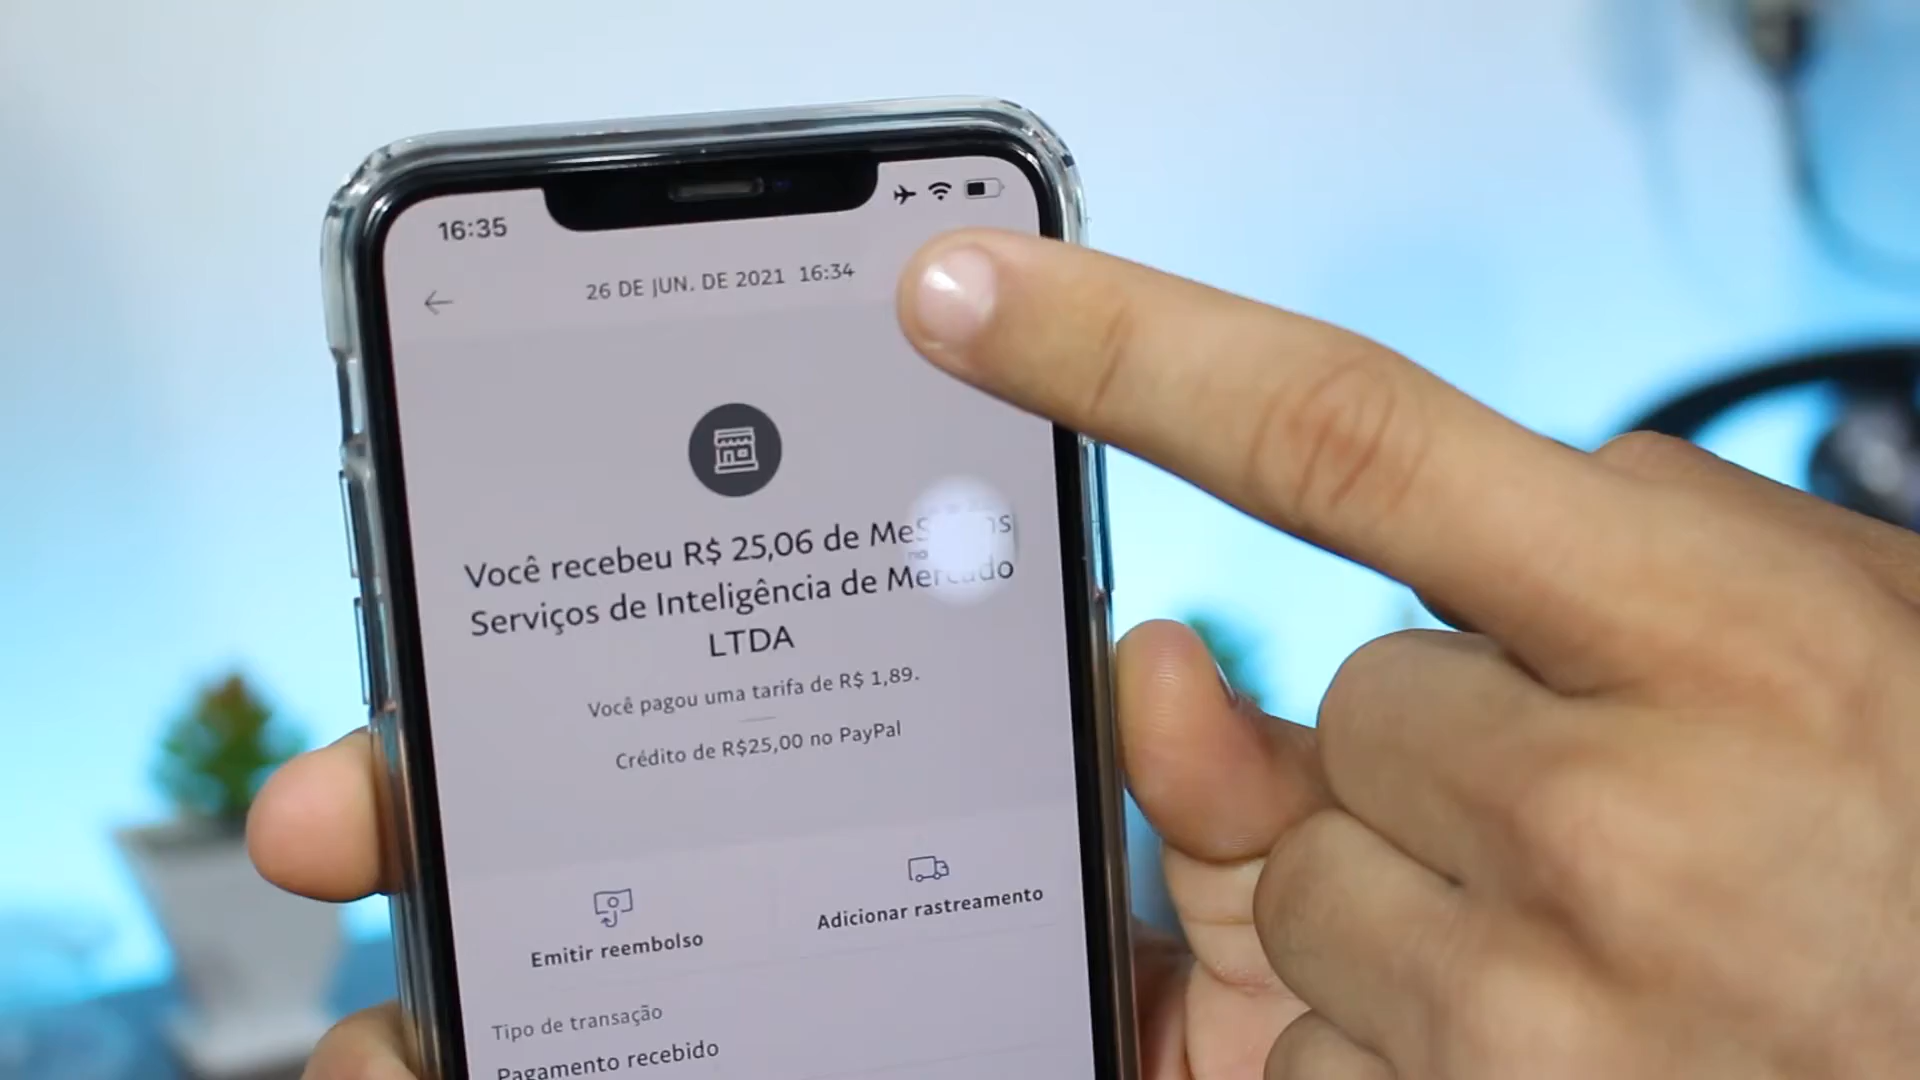 16:35
26 DE JUN. DE 2021 16:34
Você recebeu R$ 25,06 de
Serviços de Inteligência de Mercado
LTDA
Você pagou uma tarifa de R$ 1,89.
Crédito de R$25,00 no PayPal
Emitir reembolso
Adicionar rastreamento
Tipo de transação
Pagamento recebido